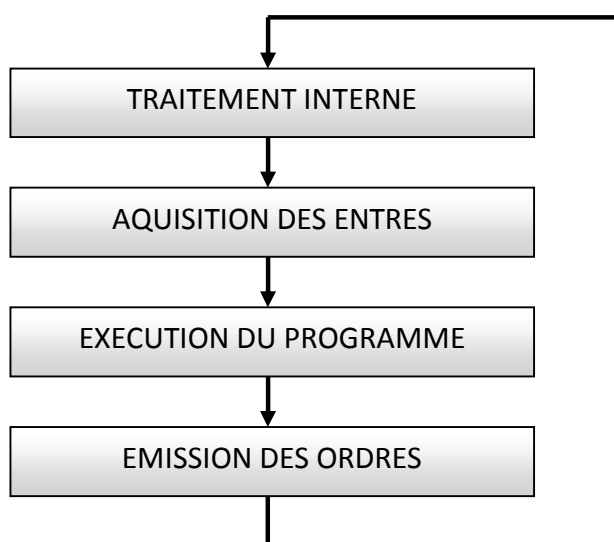 TRAITEMENT INTERNE
AQUISITION DES ENTRES
EXECUTION DU PROGRAMME
EMISSION DES ORDRES